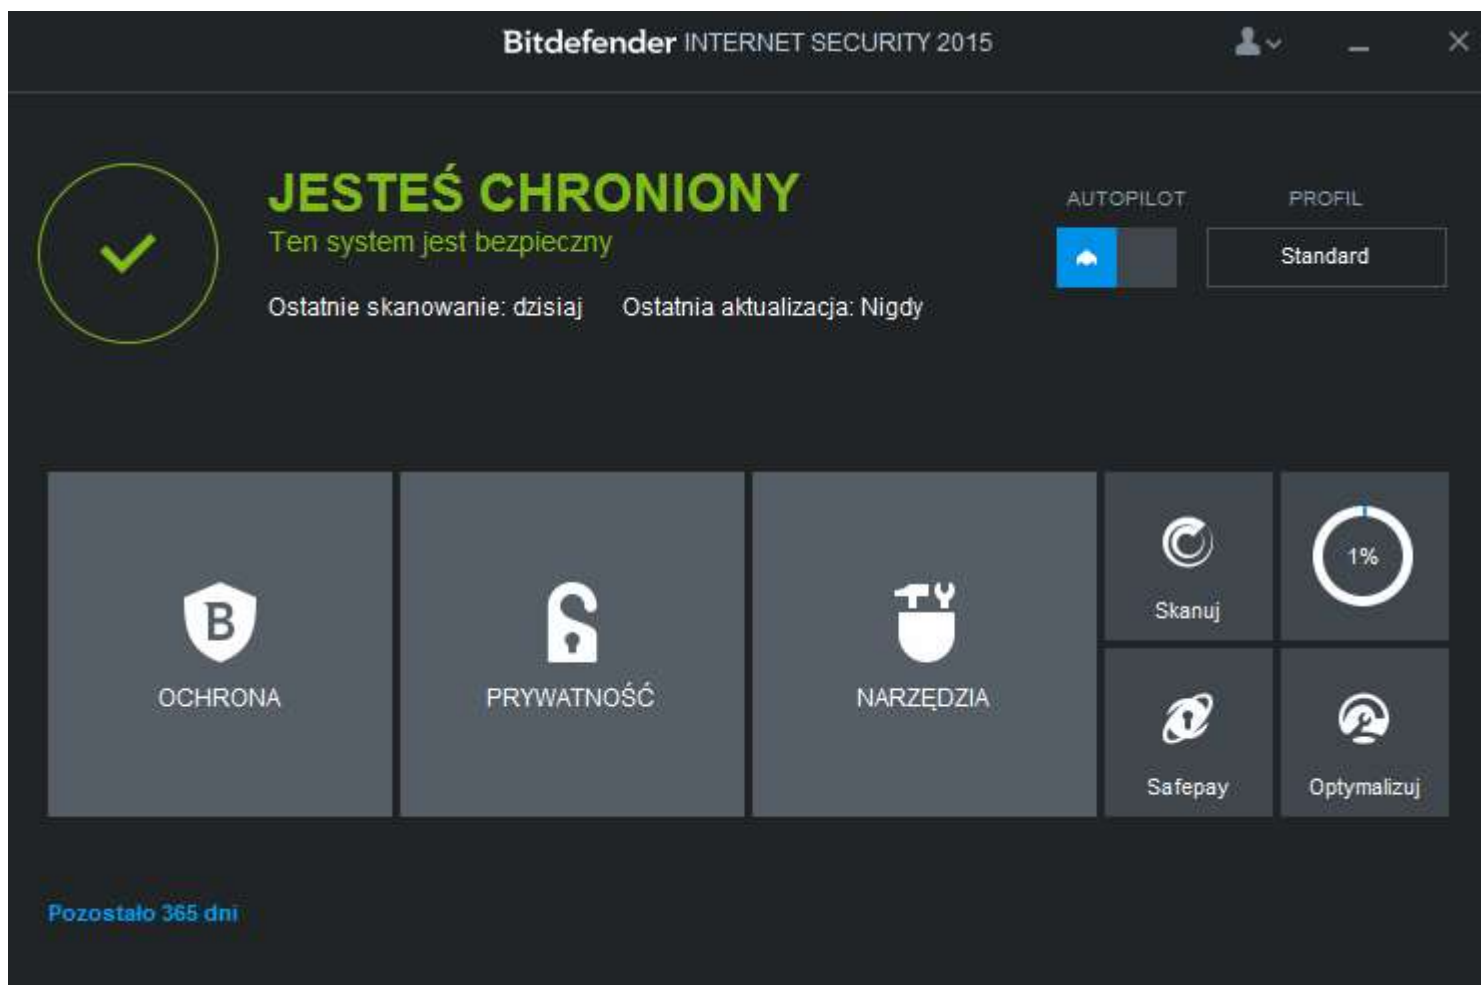 Bitdefender INTERNET SECURITY 2015
JESTEŚ CHRONIONY
Ten system jest bezpieczny
Ostatnie skanowanie: dzisiaj Ostatnia aktualizacja: Nigdy
AUTOPILOT PROFIL
Standard
B
OCHRONA
PRYWATNOŚĆ
NARZĘDZIA
Skanuj
1%
Safepay
Optymalizuj
Pozostało 365 dni